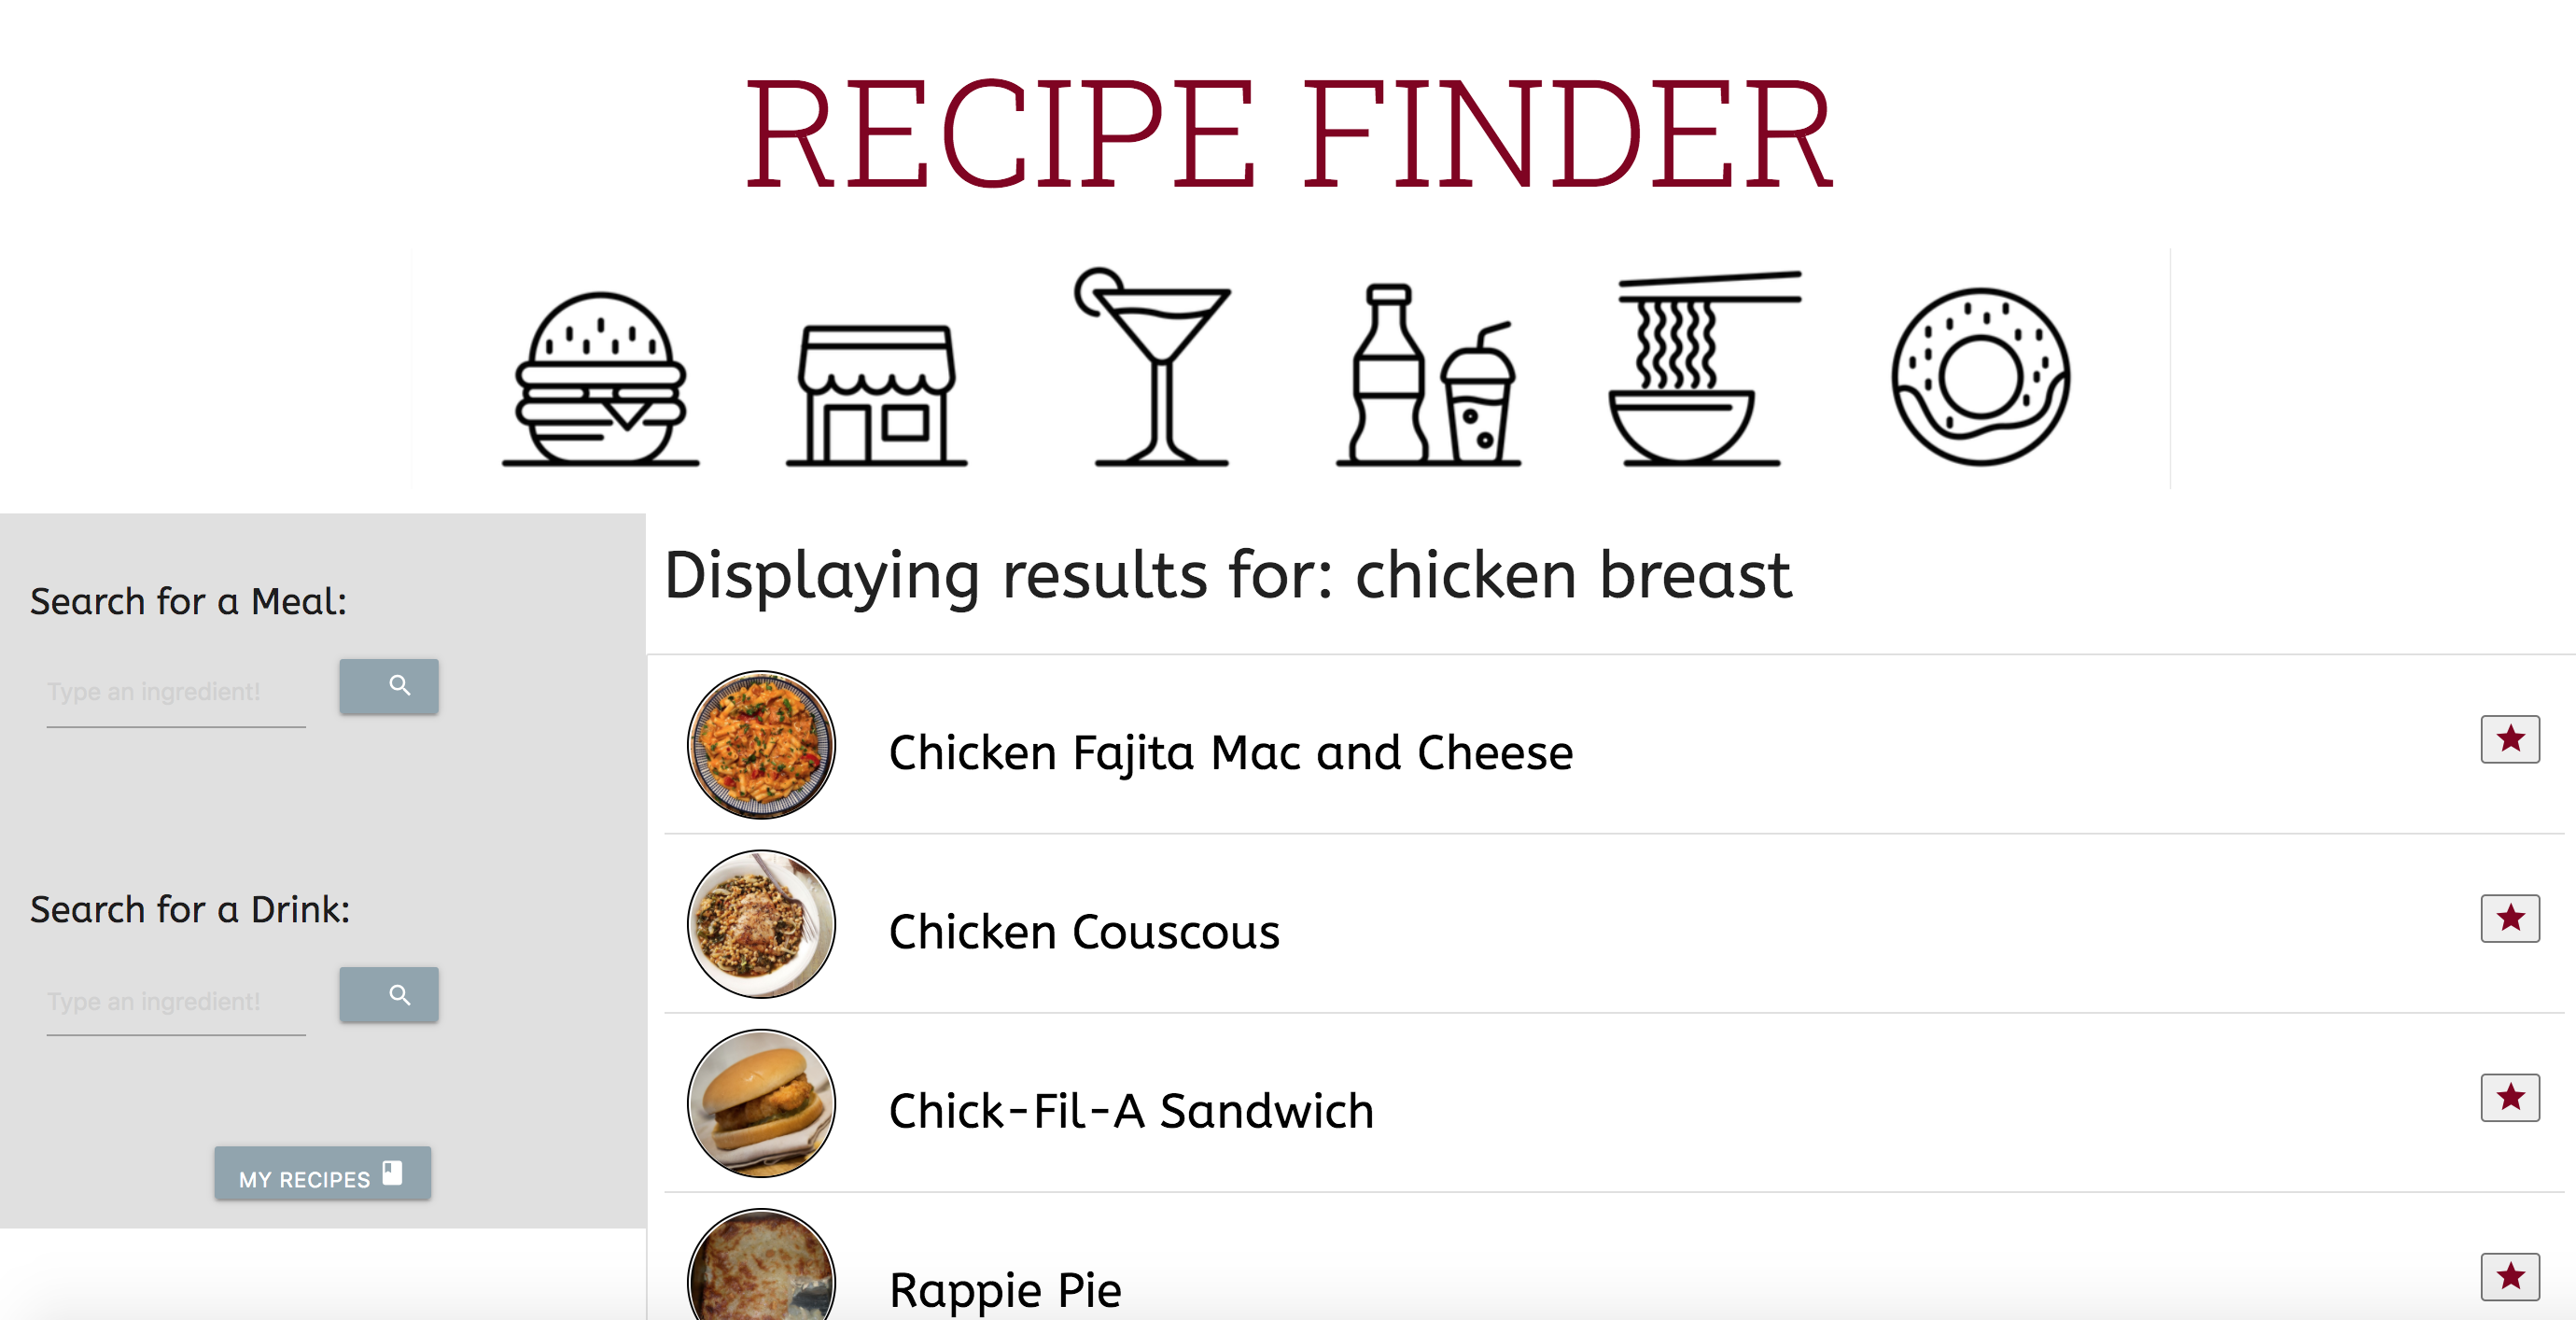 RECIPE FINDER
Search for a Meal:
Type an ingredient!
Search for a Drink:
Type an ingredient!
MY RECIPES
Displaying results for: chicken breast
Chicken Fajita Mac and Cheese
Chicken Couscous
Chick-Fil-A Sandwich
Rappie Pie